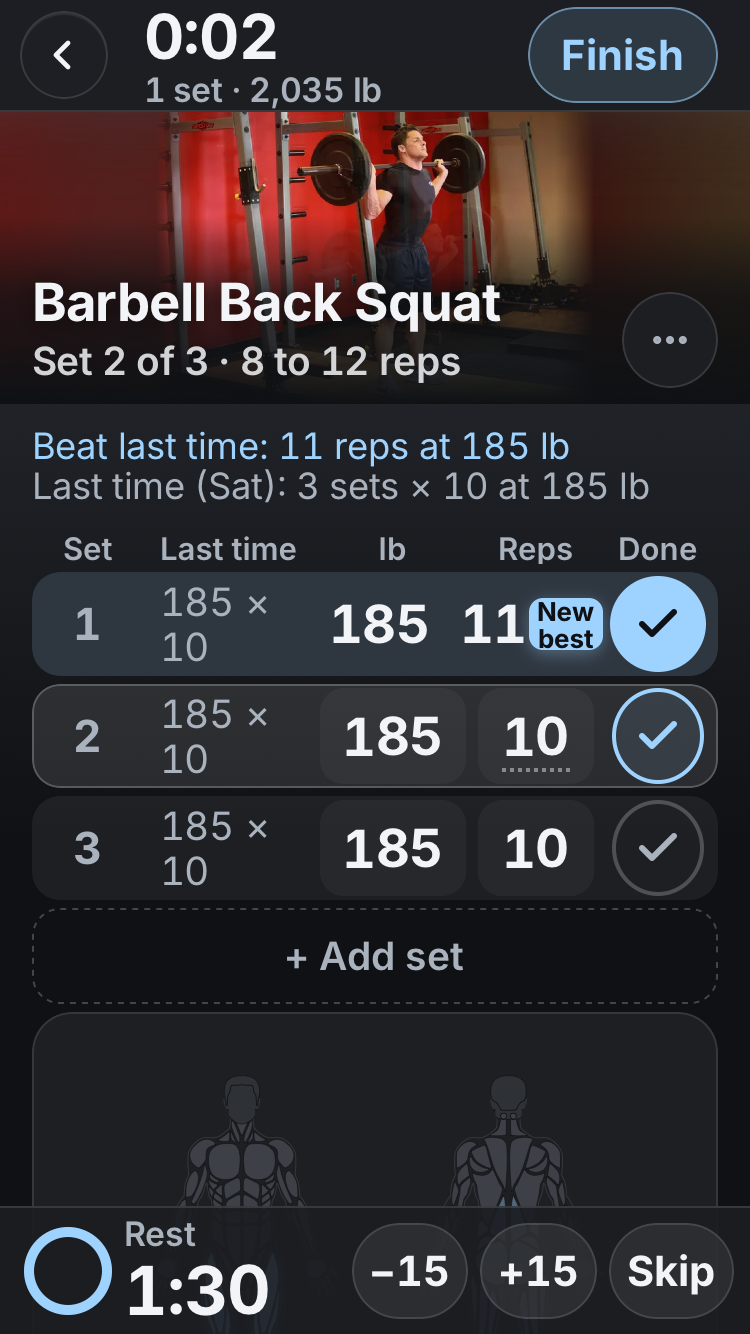 0:02
1 set · 2,035 lb
Finish
Barbell Back Squat
Set 2 of 3 · 8 to 12 reps
Beat last time: 11 reps at 185 lb
Last time (Sat): 3 sets × 10 at 185 lb
Set Last time lb Reps Done
1 185 × 10 185 11 New best
2 185 × 10 185 10
3 185 × 10 185 10
+ Add set
Rest
1:30
−15 +15 Skip